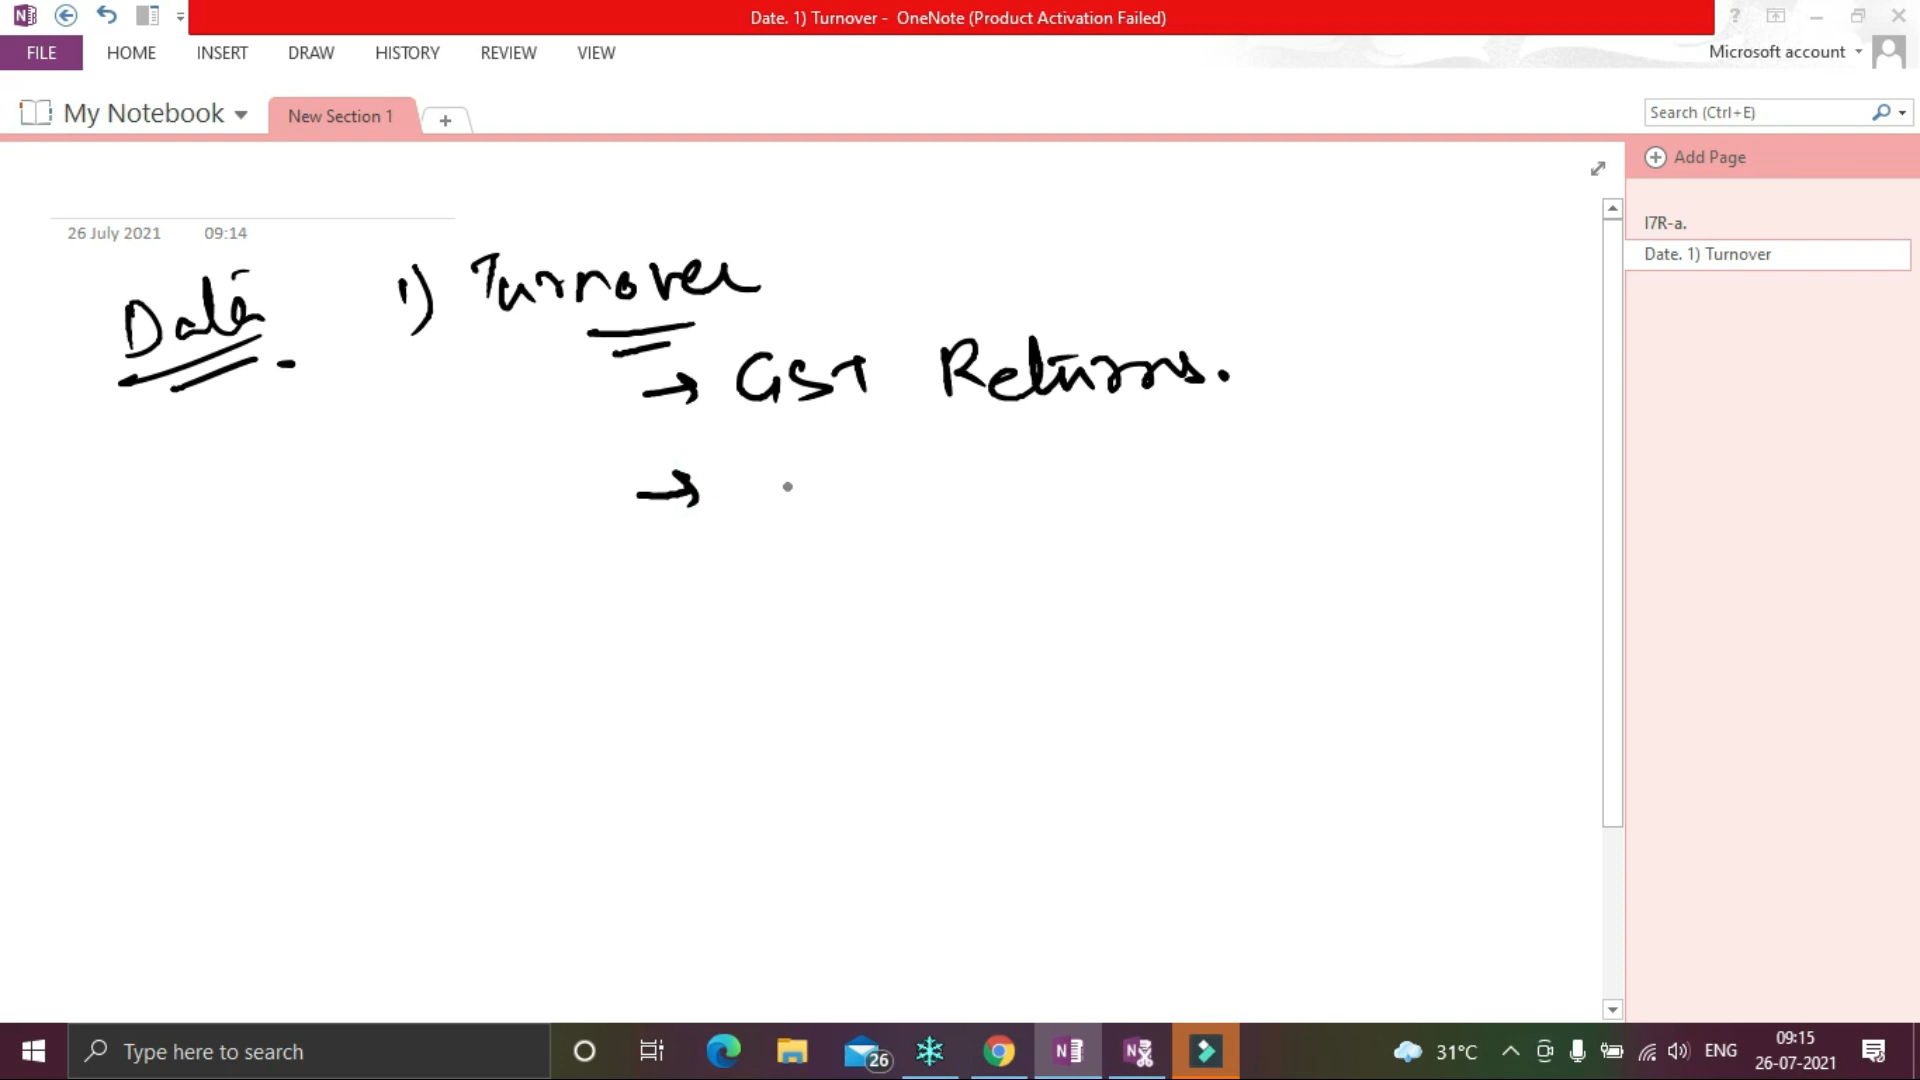 Date. 1) Turnover - OneNote (Product Activation Failed)
?
FILE HOME INSERT DRAW HISTORY REVIEW VIEW
Microsoft account
My Notebook
New Section 1
+
Search (Ctrl+E)
Add Page
I7R-a.
Date. 1) Turnover
26 July 2021 09:14
Data. 1) Turnover
→ GST Returns.
→
Type here to search
26
31°C
ENG
09:15
26-07-2021